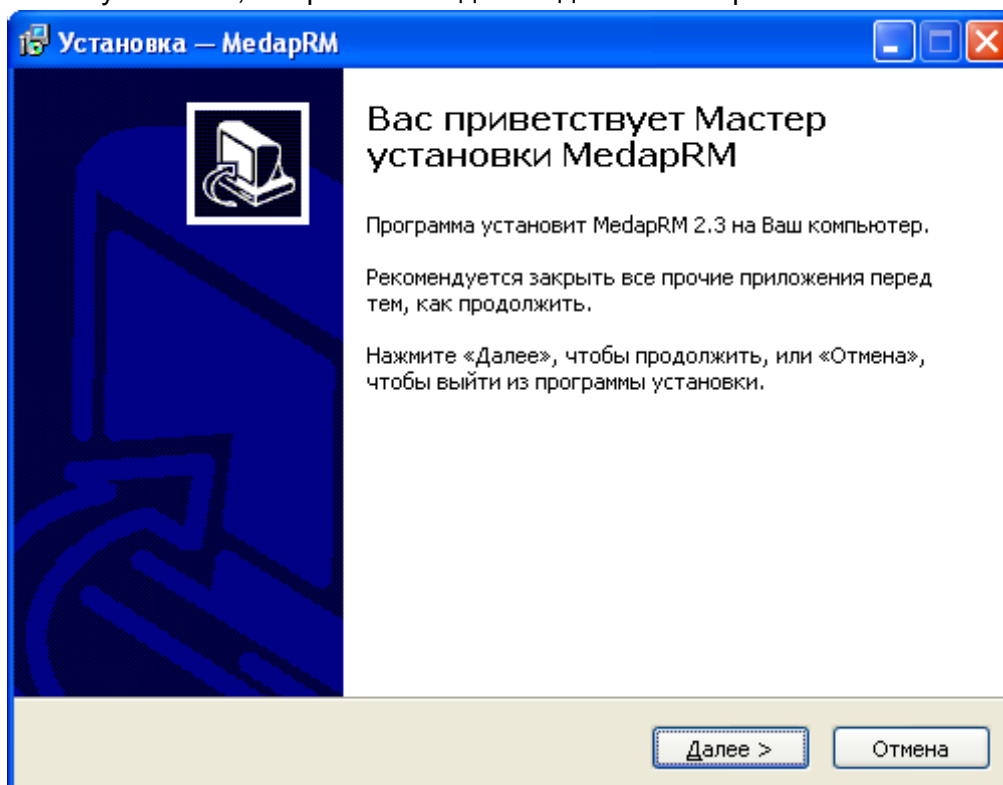 Установка — MedapRM
Вас приветствует Мастер
установки MedapRM
Программа установит MedapRM 2.3 на Ваш компьютер.
Рекомендуется закрыть все прочие приложения перед
тем, как продолжить.
Нажмите «Далее», чтобы продолжить, или «Отмена»,
чтобы выйти из программы установки.
Далее >
Отмена